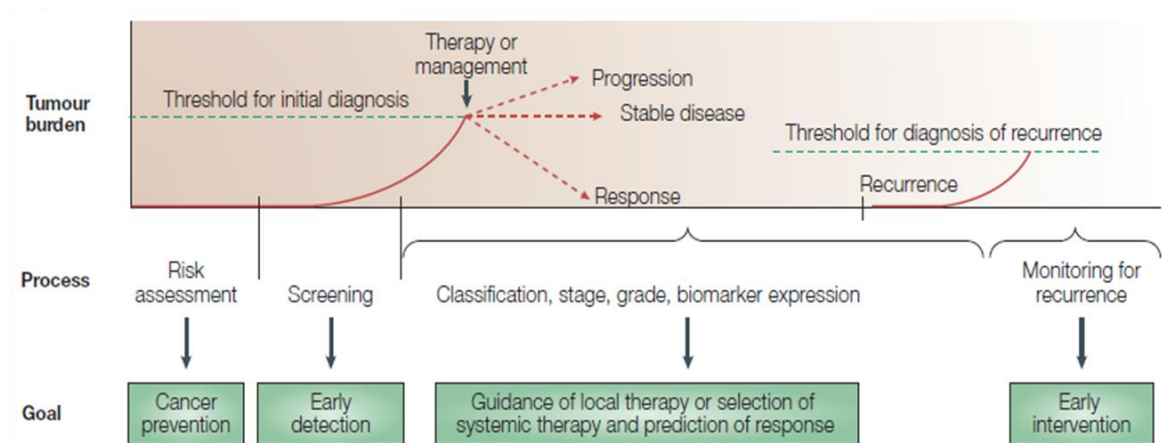 Tumour
burden
Threshold for initial diagnosis
Therapy or
management
Progression
Stable disease
Response
Threshold for diagnosis of recurrence
Recurrence
Process
Risk
assessment
Screening
Classification, stage, grade, biomarker expression
Monitoring for
recurrence
Goal
Cancer
prevention
Early
detection
Guidance of local therapy or selection of
systemic therapy and prediction of response
Early
intervention